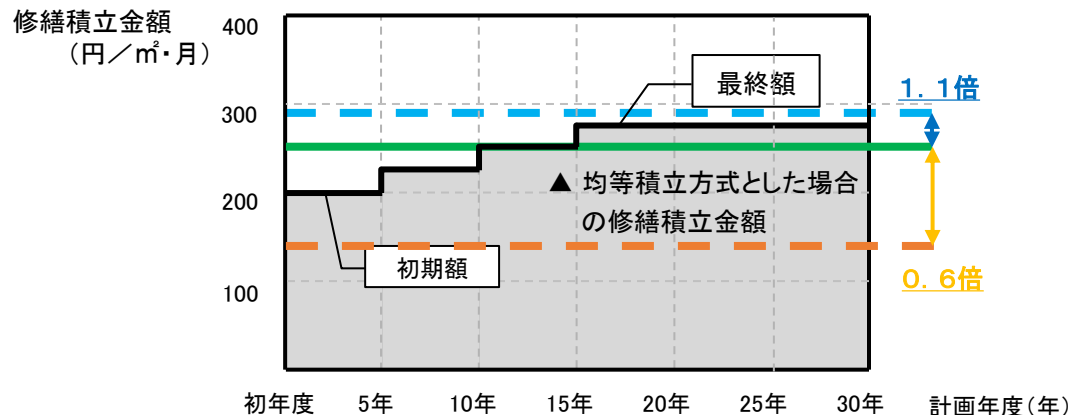 修繕積立金額
（円／㎡・月）
400
300
200
100
最終額
1．1倍
▲ 均等積立方式とした場合
の修繕積立金額
初期額
0．6倍
初年度 5年 10年 15年 20年 25年 30年 計画年度（年）